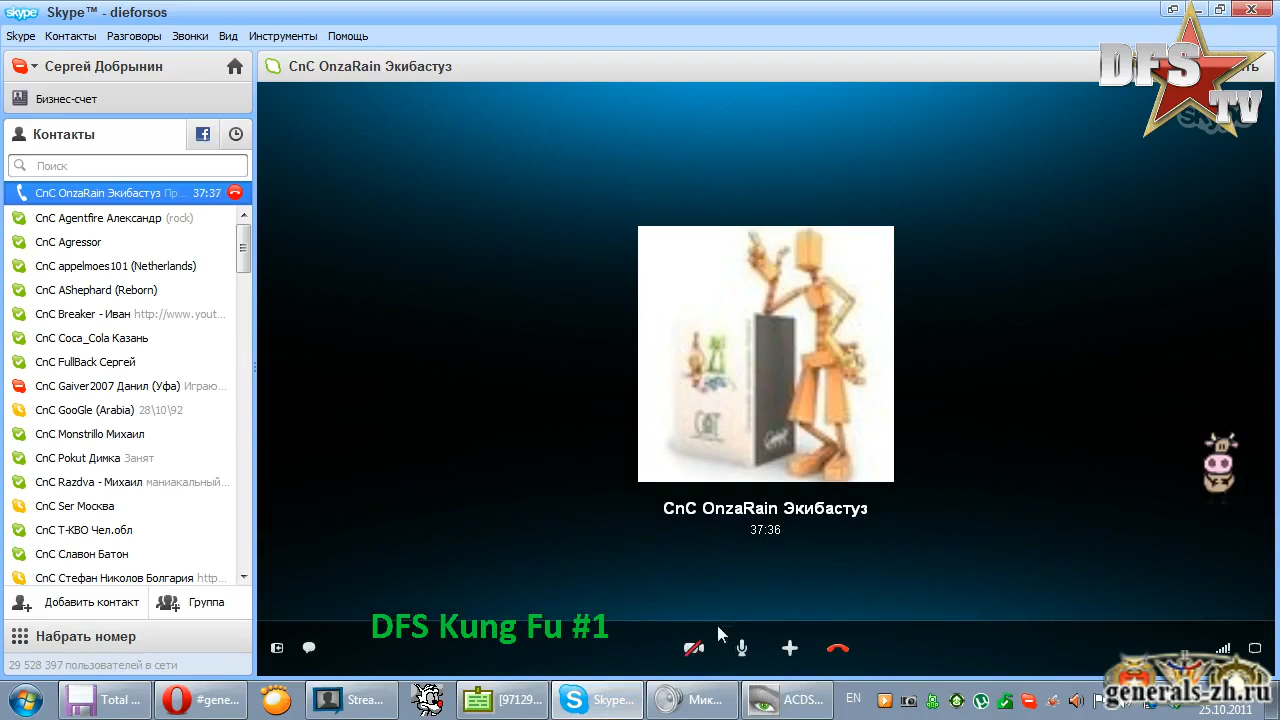 skype
Skype™ - dieforsos
Skype Контакты Разговоры Звонки Вид Инструменты Помощь
Сергей Добрынин
Бизнес-счет
Контакты
Поиск
CnC OnzaRain Экибастуз Пр... 37:37
CnC Agentfire Александр (rock)
CnC Agressor
CnC appelmoes101 (Netherlands)
CnC AShephard (Reborn)
CnC Breaker - Иван http://www.yout...
CnC Coca_Cola Казань
CnC FullBack Сергей
CnC Gaiver2007 Данил (Уфа) Играю...
CnC GooGle (Arabia) 28\10\92
CnC Monstrillo Михаил
CnC Pokut Димка Занят
CnC Razdva - Михаил маниакальный...
CnC Ser Москва
CnC T-KBO Чел.обл
CnC Славон Батон
CnC Стефан Николов Болгария http...
Добавить контакт Группа
Набрать номер
29 528 397 пользователей в сети
CnC OnzaRain Экибастуз
DFS
TV
CnC OnzaRain Экибастуз
37:36
DFS Kung Fu #1
generals-zh.ru
Total ... #gene... Strea... [97129... Skype... Мик... ACDS... EN
25.10.2011